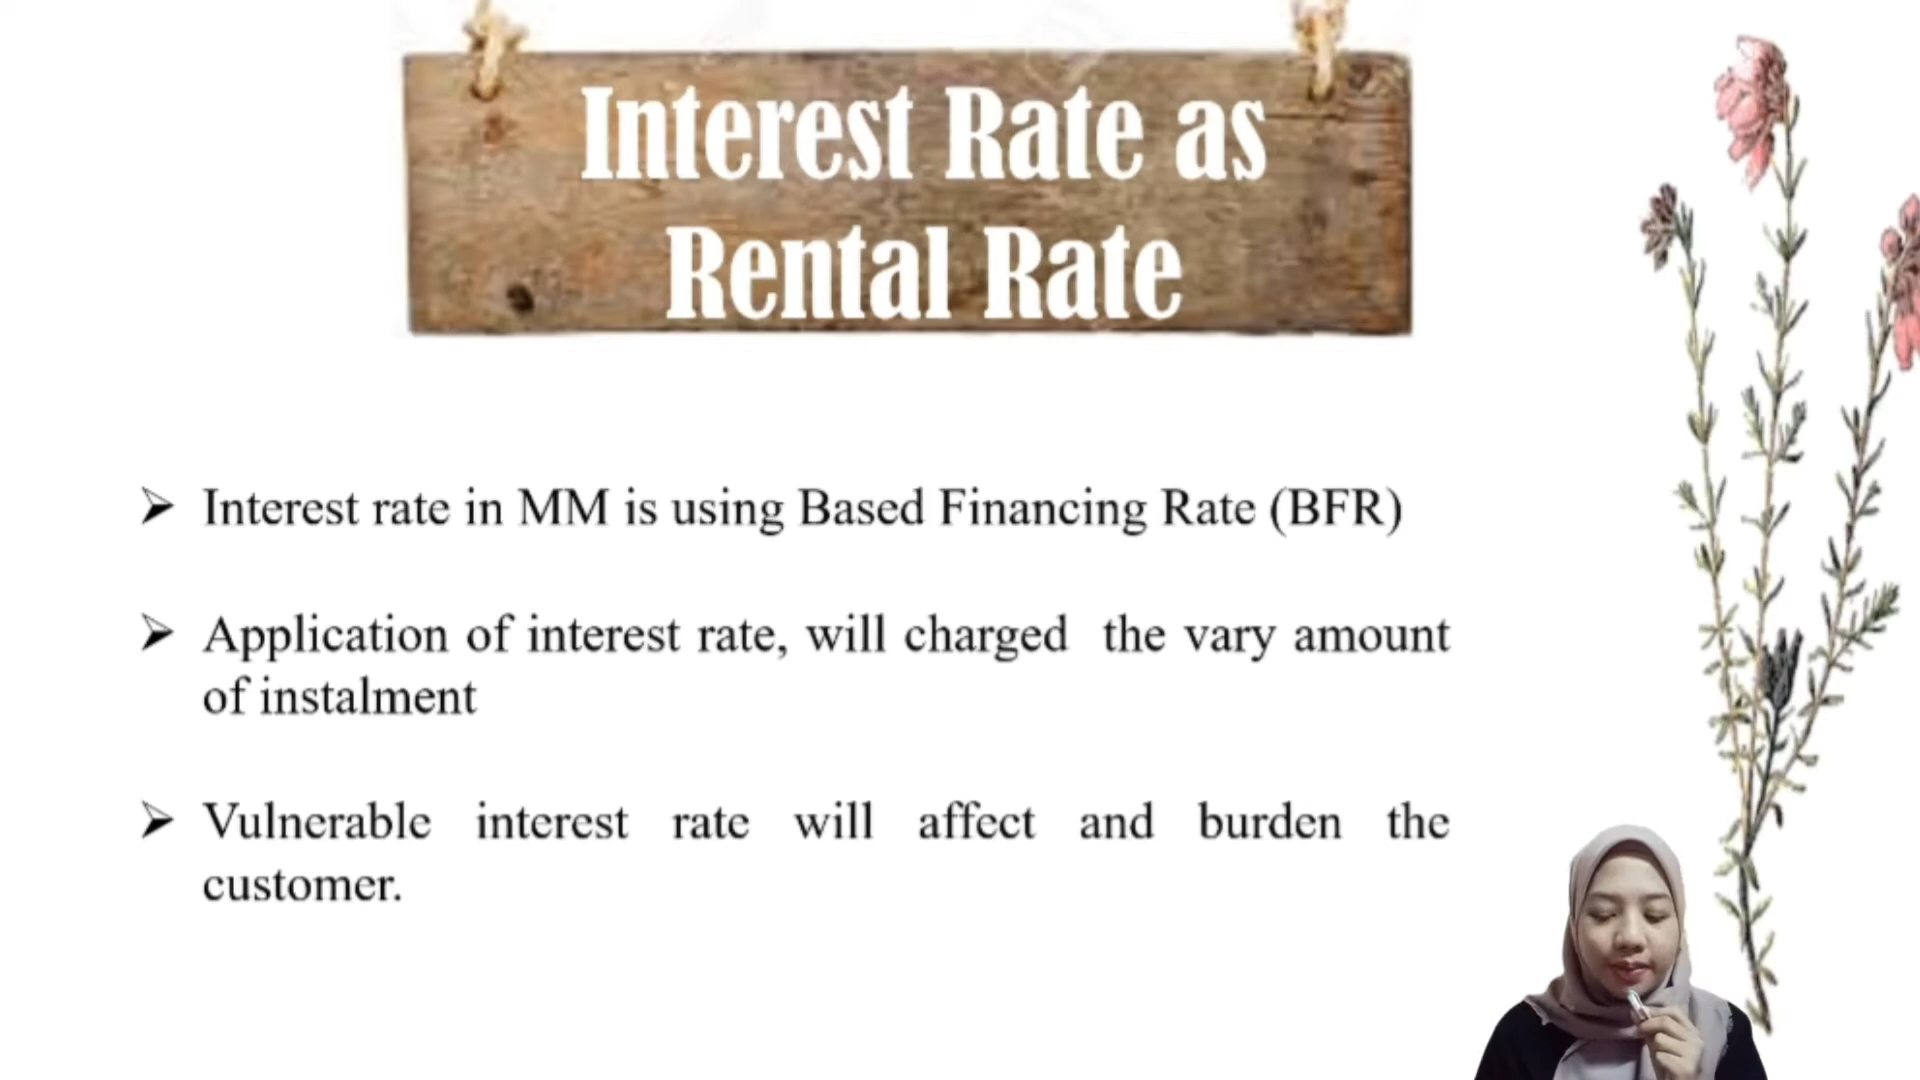 Interest Rate as
Rental Rate
Interest rate in MM is using Based Financing Rate (BFR)
Application of interest rate, will charged the vary amount
of instalment
Vulnerable interest rate will affect and burden the
customer.